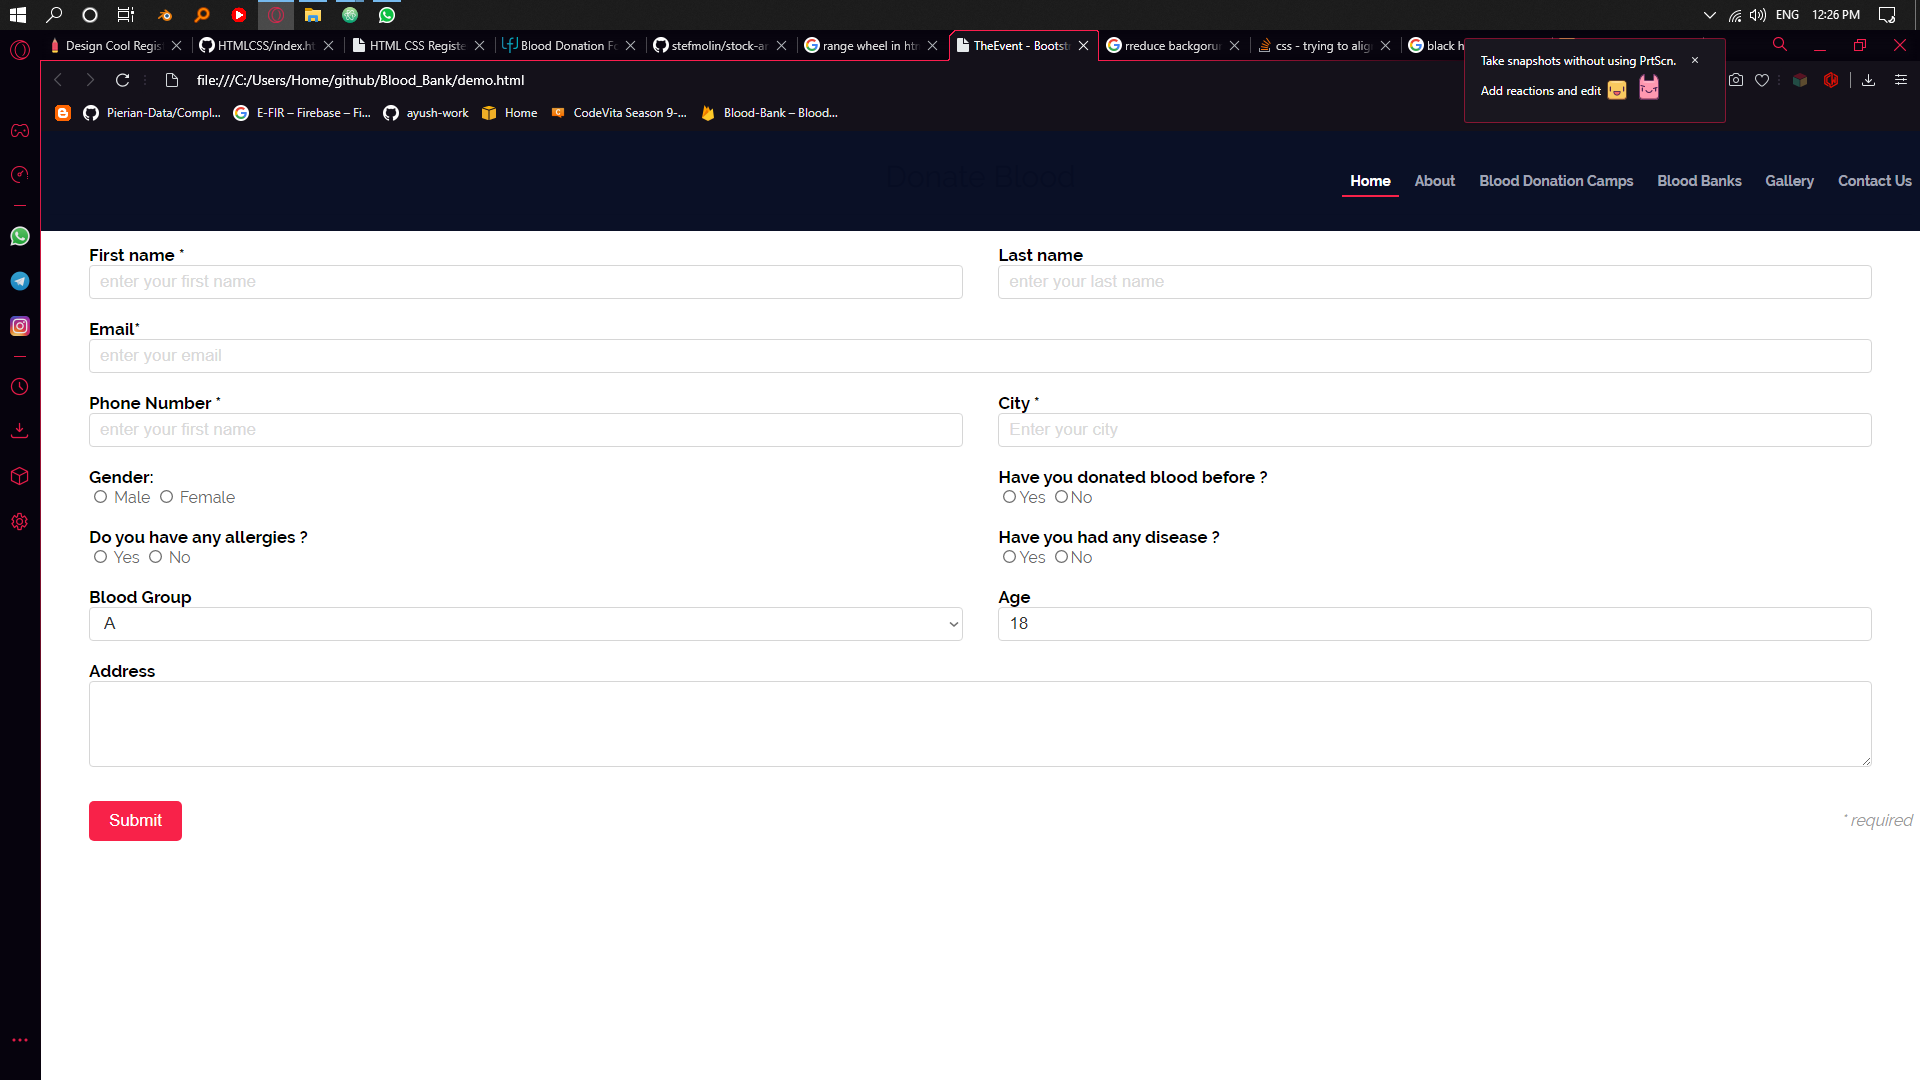 ENG 12:26 PM
Design Cool Regis HTMLCSS/index.ht HTML CSS Registe Blood Donation Fo stefmolin/stock-ar range wheel in htm TheEvent - Bootstr rreduce backgorun css - trying to align black h
Take snapshots without using PrtScn.
file:///C:/Users/Home/github/Blood_Bank/demo.html
Add reactions and edit
Pierian-Data/Compl... E-FIR – Firebase – Fi... ayush-work Home CodeVita Season 9-... Blood-Bank – Blood...
Donate Blood
Home About Blood Donation Camps Blood Banks Gallery Contact Us
First name * Last name
enter your first name enter your last name
Email*
enter your email
Phone Number * City *
enter your first name Enter your city
Gender: Have you donated blood before ?
Male Female Yes No
Do you have any allergies ? Have you had any disease ?
Yes No Yes No
Blood Group Age
A 18
Address
Submit * required